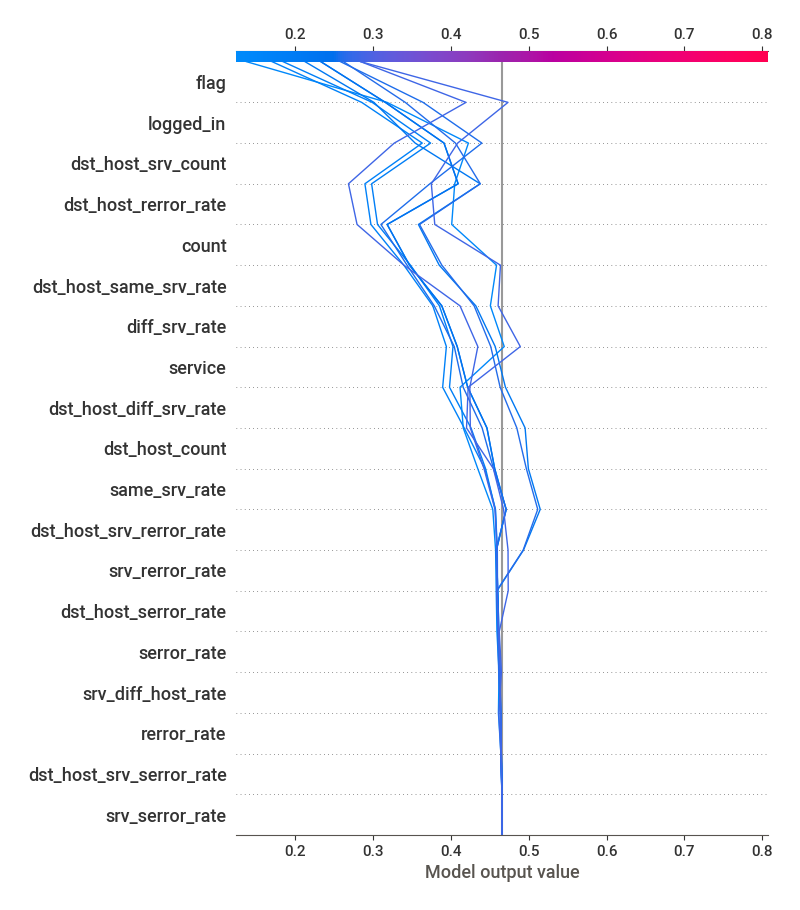 0.2 0.3 0.4 0.5 0.6 0.7 0.8
flag
logged_in
dst_host_srv_count
dst_host_rerror_rate
count
dst_host_same_srv_rate
diff_srv_rate
service
dst_host_diff_srv_rate
dst_host_count
same_srv_rate
dst_host_srv_rerror_rate
srv_rerror_rate
dst_host_serror_rate
serror_rate
srv_diff_host_rate
rerror_rate
dst_host_srv_serror_rate
srv_serror_rate
0.2 0.3 0.4 0.5 0.6 0.7 0.8
Model output value